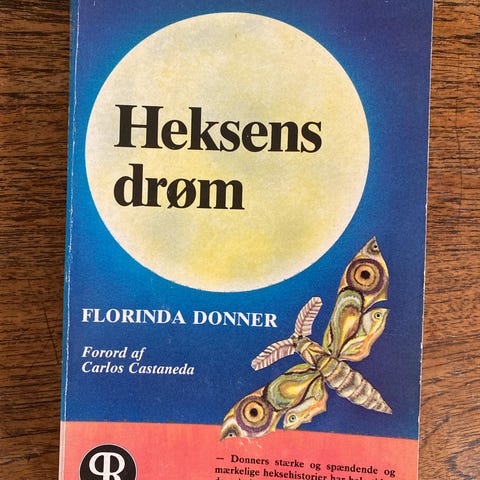 Heksens
drøm
FLORINDA DONNER
Forord af
Carlos Castaneda
— Donners stærke og spændende og
mærkelige heksehistorier har